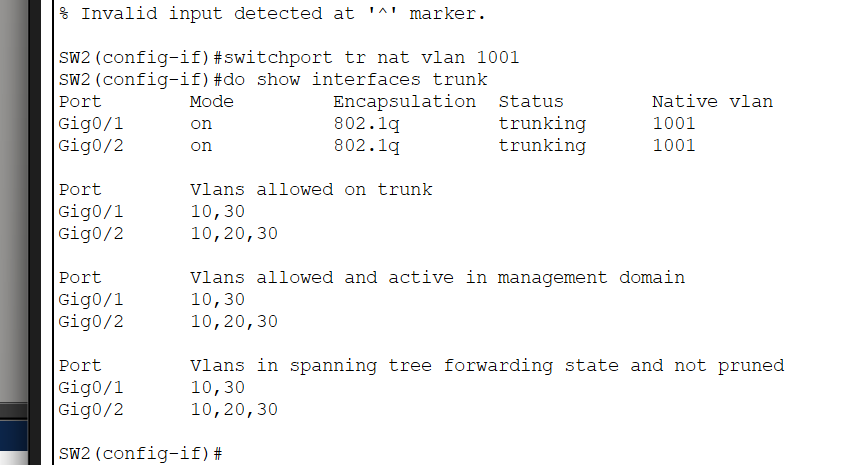 % Invalid input detected at '^' marker.
SW2(config-if)#switchport tr nat vlan 1001
SW2(config-if)#do show interfaces trunk
Port Mode Encapsulation Status Native vlan
Gig0/1 on 802.1q trunking 1001
Gig0/2 on 802.1q trunking 1001
Port Vlans allowed on trunk
Gig0/1 10,30
Gig0/2 10,20,30
Port Vlans allowed and active in management domain
Gig0/1 10,30
Gig0/2 10,20,30
Port Vlans in spanning tree forwarding state and not pruned
Gig0/1 10,30
Gig0/2 10,20,30
SW2(config-if)#